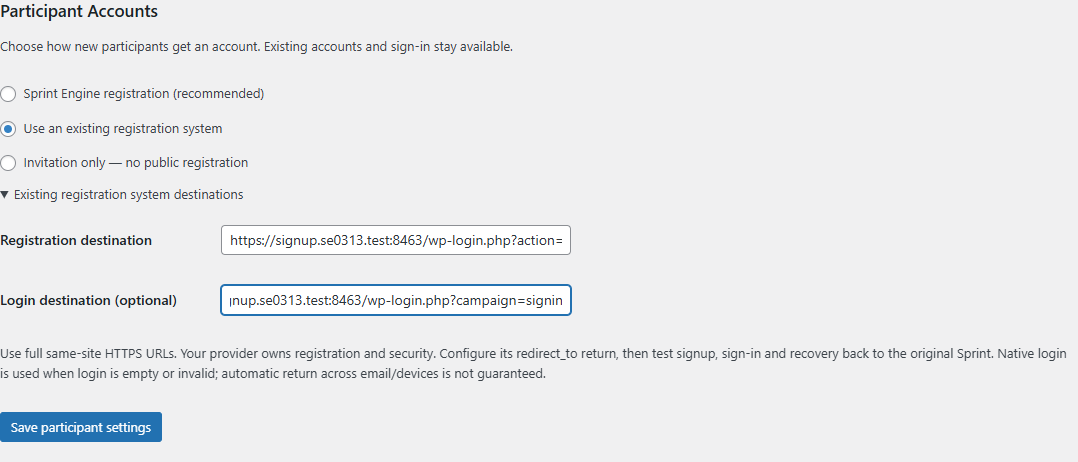 Participant Accounts
Choose how new participants get an account. Existing accounts and sign-in stay available.
Sprint Engine registration (recommended)
Use an existing registration system
Invitation only — no public registration
▼ Existing registration system destinations
Registration destination https://signup.se0313.test:8463/wp-login.php?action=
Login destination (optional) gnup.se0313.test:8463/wp-login.php?campaign=signin
Use full same-site HTTPS URLs. Your provider owns registration and security. Configure its redirect_to return, then test signup, sign-in and recovery back to the original Sprint. Native login
is used when login is empty or invalid; automatic return across email/devices is not guaranteed.
Save participant settings